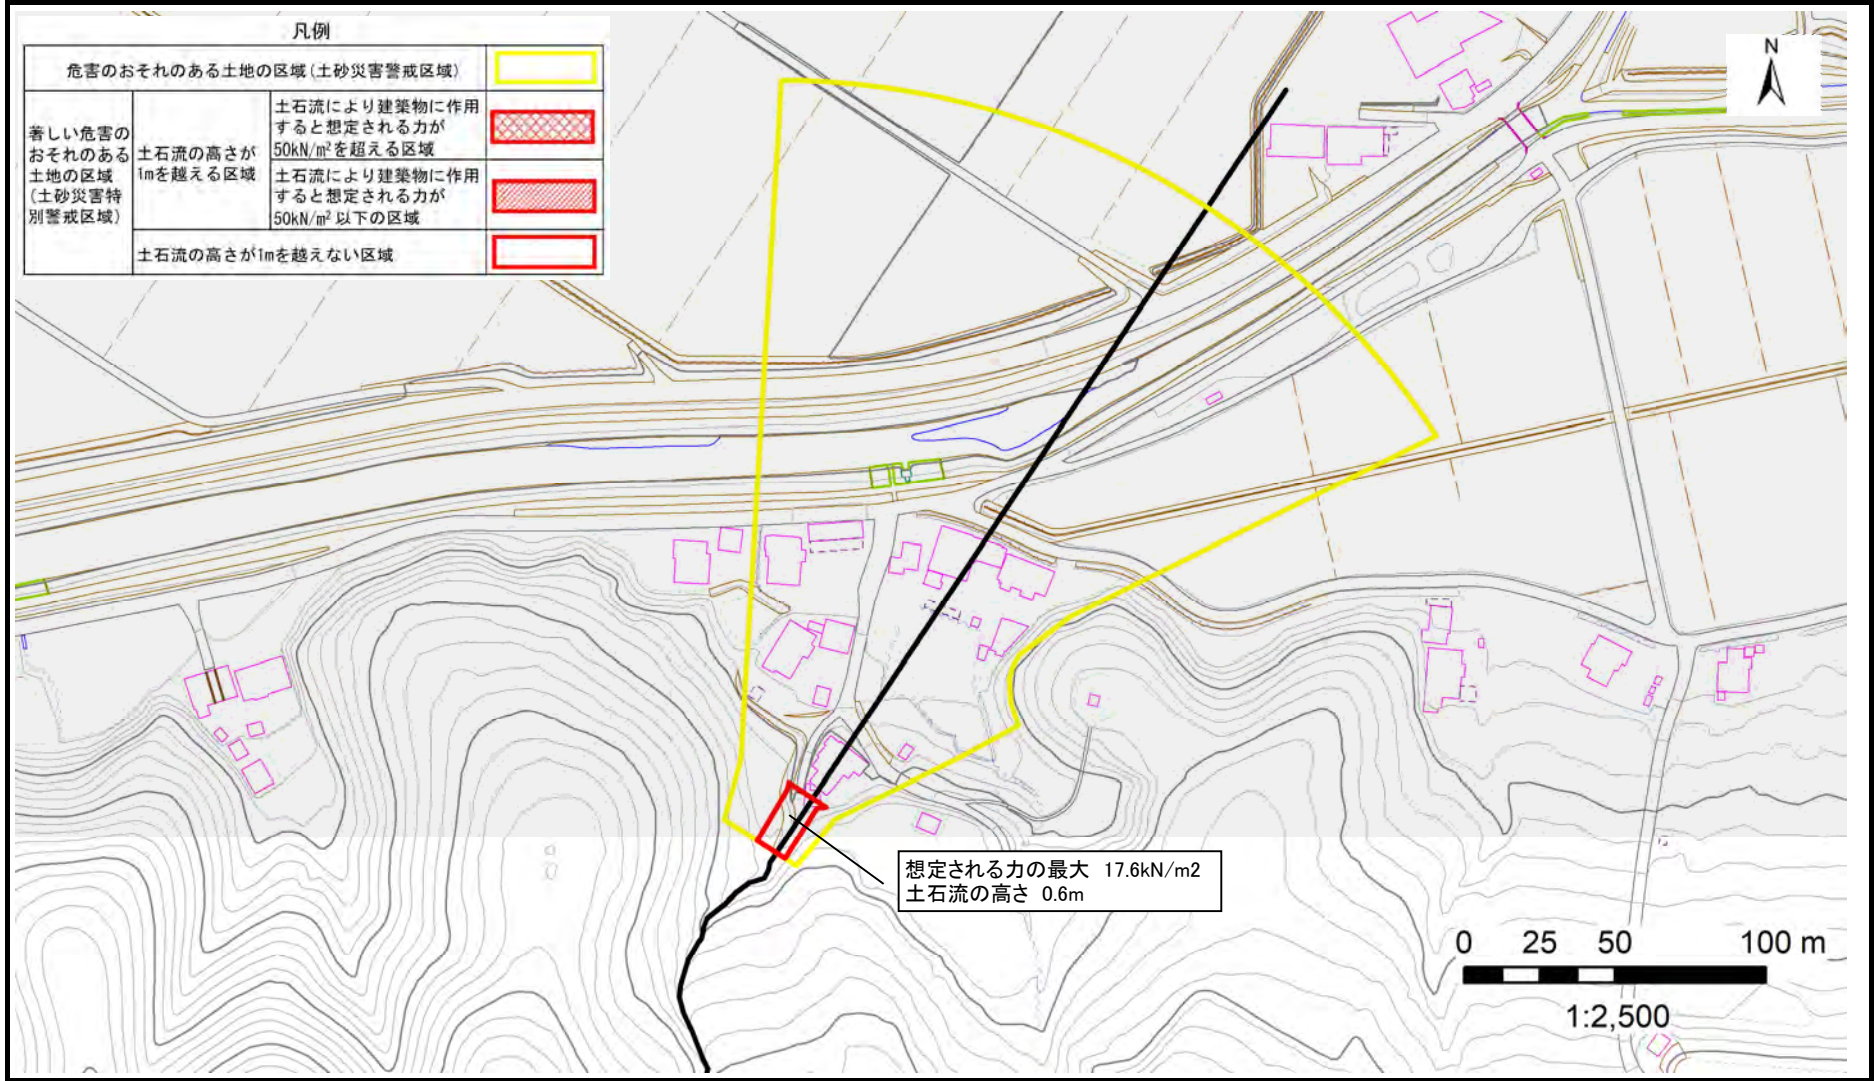 凡例
危害のおそれのある土地の区域(土砂災害警戒区域)
著しい危害の
おそれのある
土地の区域
(土砂災害特
別警戒区域)
土石流の高さが
1mを越える区域
土石流により建築物に作用
すると想定される力が
50kN/m²を超える区域
土石流により建築物に作用
すると想定される力が
50kN/m² 以下の区域
土石流の高さが1mを越えない区域
N
想定される力の最大 17.6kN/m2
土石流の高さ 0.6m
0 25 50 100 m
1:2,500